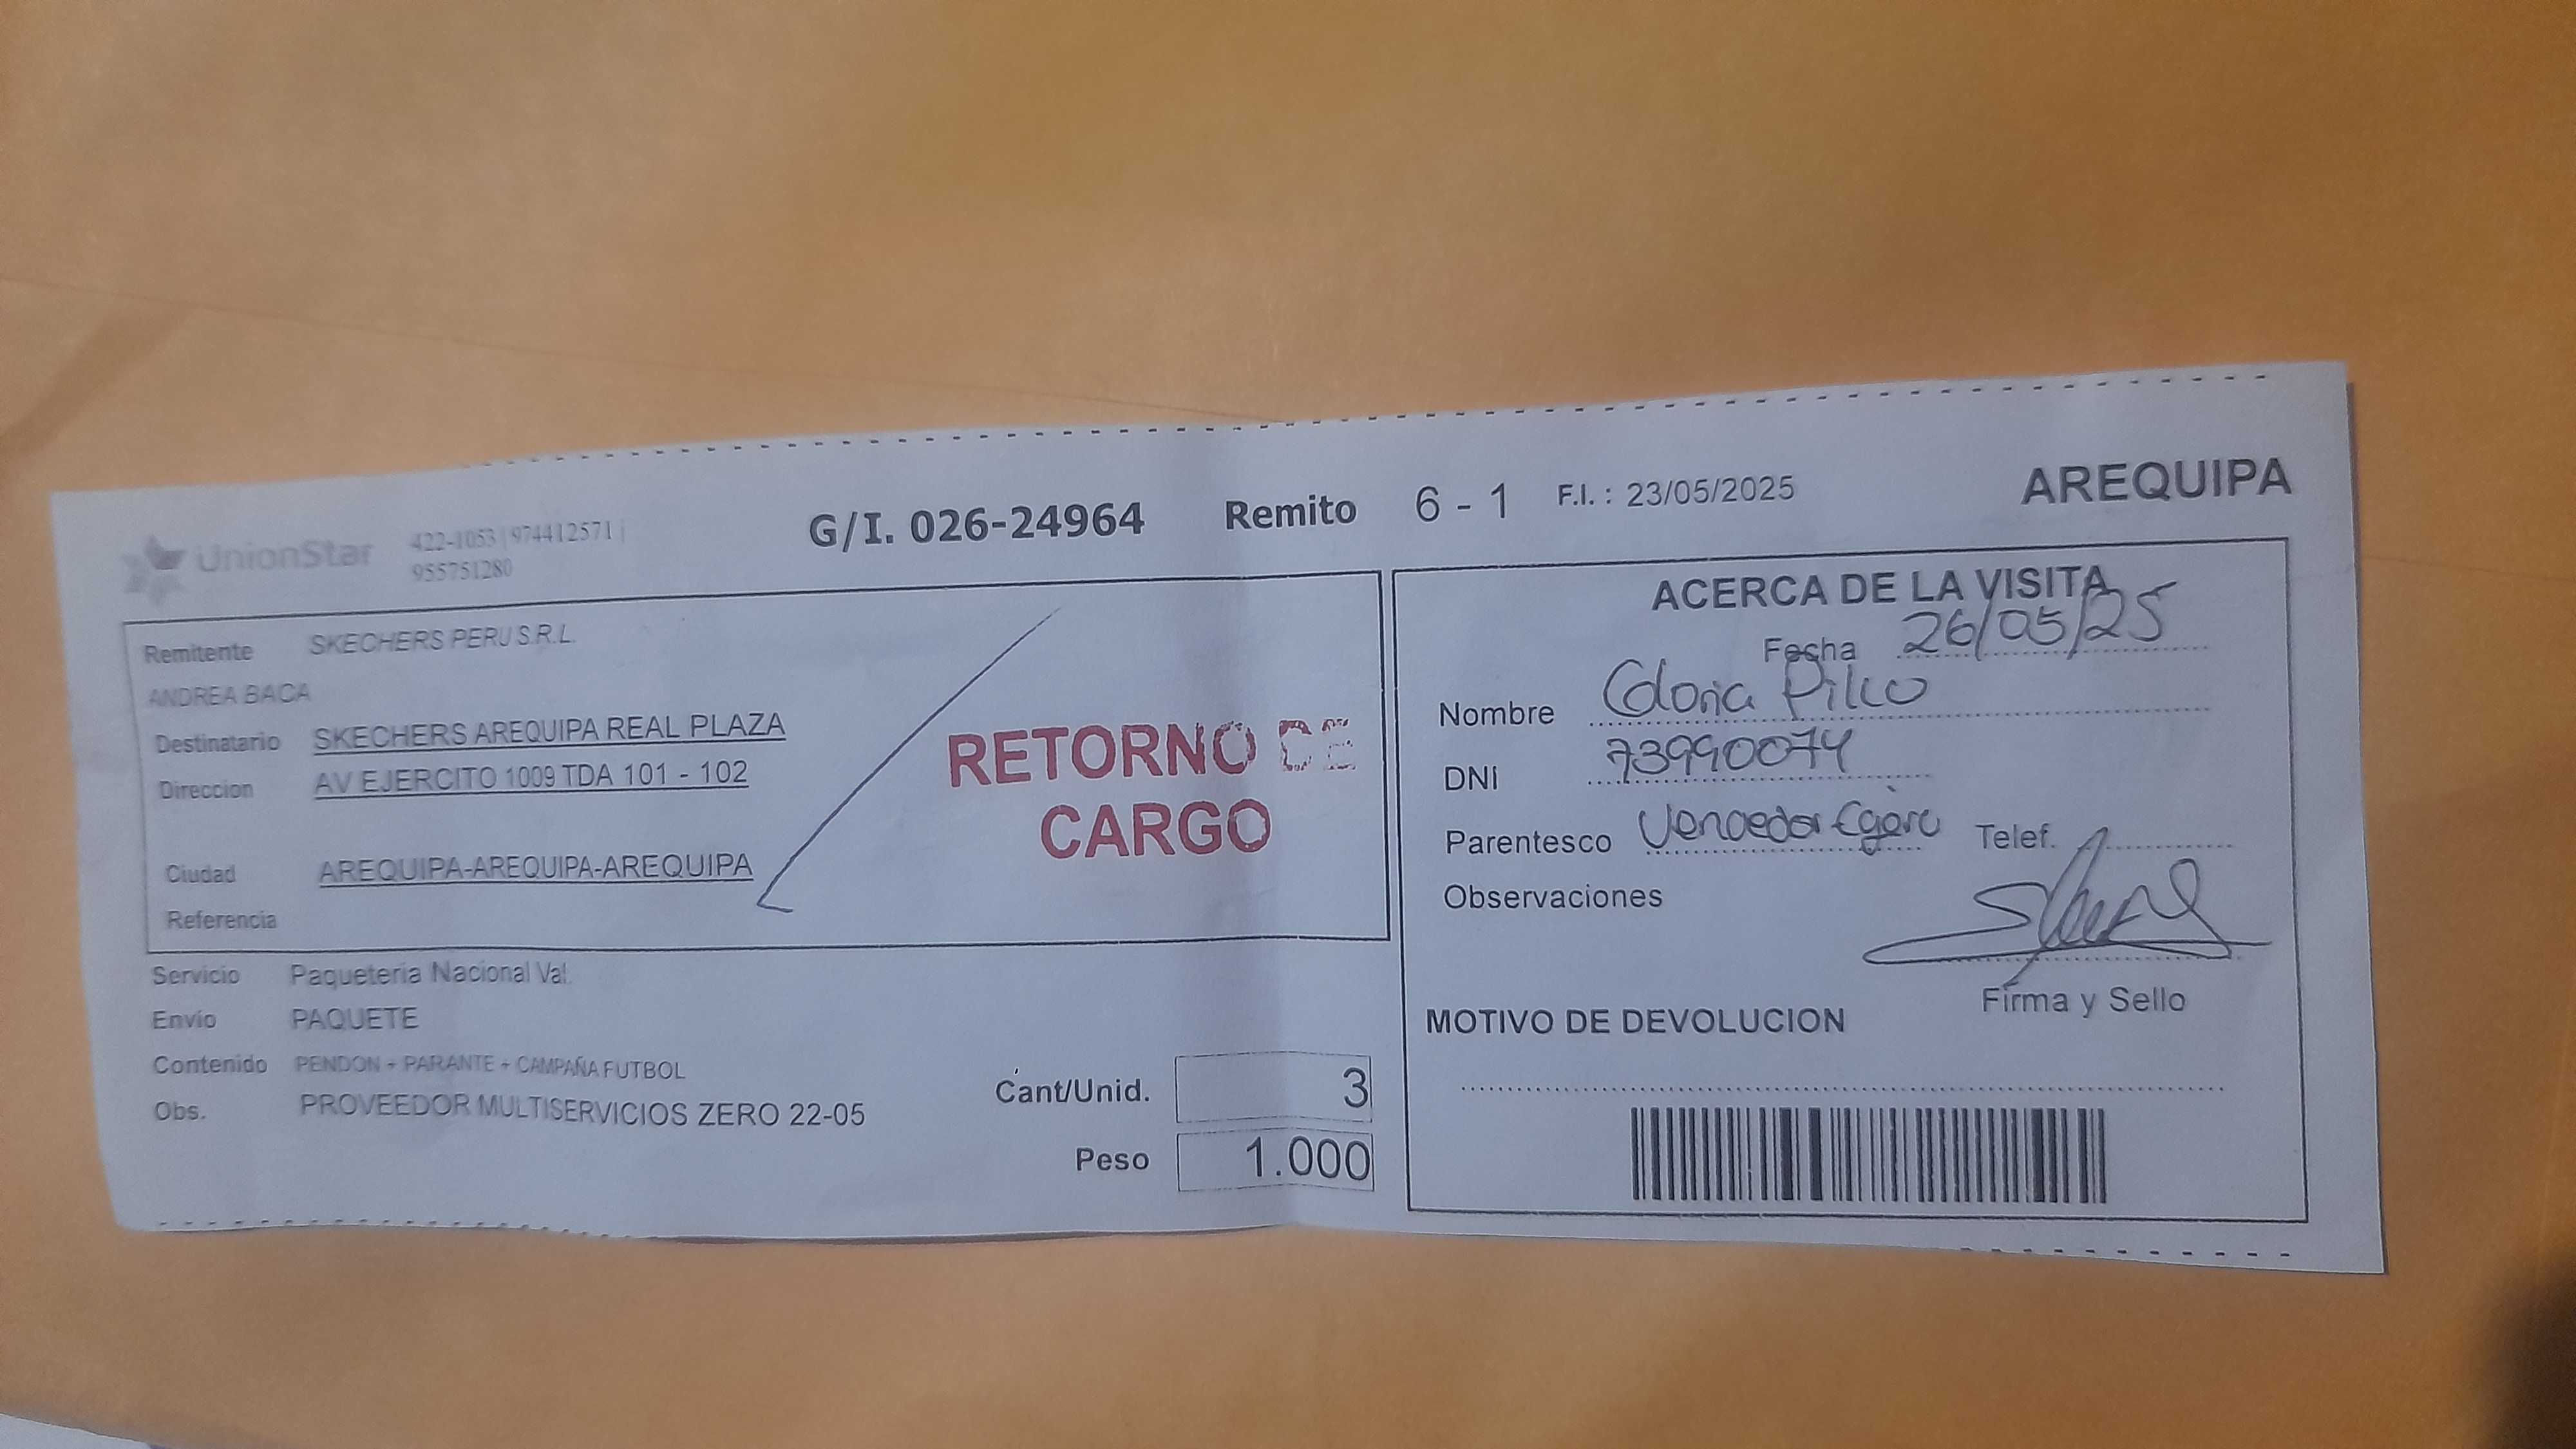 UnionStar 422-1053 | 974412571 |
955751280
G/I. 026-24964 Remito 6 - 1 F.I. : 23/05/2025 AREQUIPA
Remitente SKECHERS PERU S.R.L.
ANDREA BACA
Destinatario SKECHERS AREQUIPA REAL PLAZA
Direccion AV EJERCITO 1009 TDA 101 - 102
Ciudad AREQUIPA-AREQUIPA-AREQUIPA
Referencia
RETORNO DE
CARGO
Servicio Paqueteria Nacional Val.
Envio PAQUETE
Contenido PENDON + PARANTE + CAMPAÑA FUTBOL
Obs. PROVEEDOR MULTISERVICIOS ZERO 22-05
Cant/Unid. 3
Peso 1.000
ACERCA DE LA VISITA
Fecha 26/05/25
Nombre Gloria Pilco
DNI 73990074
Parentesco Telef.
Observaciones
Firma y Sello
MOTIVO DE DEVOLUCION